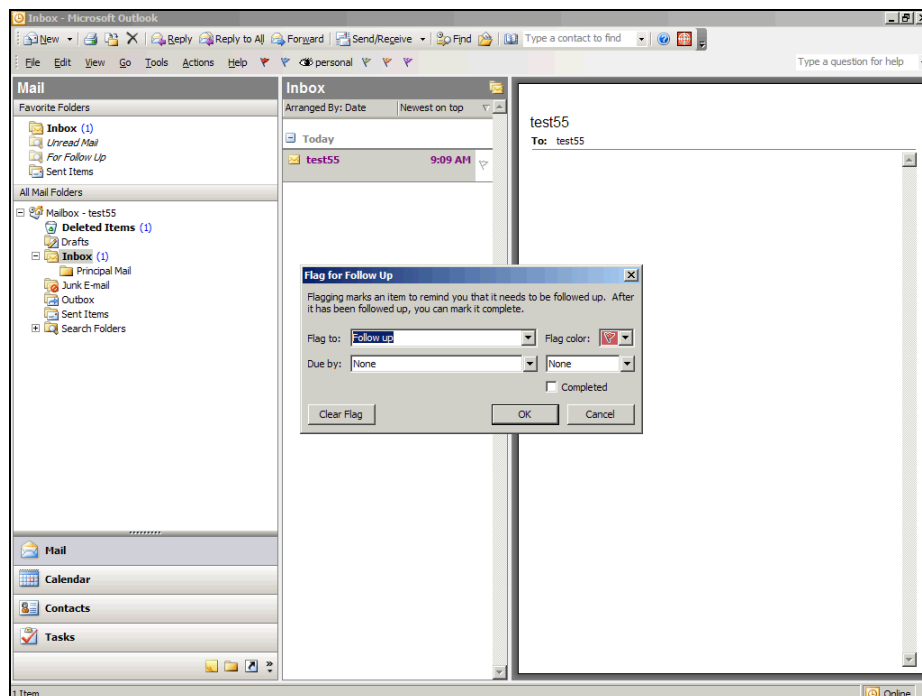 Inbox - Microsoft Outlook
New Reply Reply to All Forward Send/Receive Find Type a contact to find
File Edit View Go Tools Actions Help personal Type a question for help
Mail
Favorite Folders
Inbox (1)
Unread Mail
For Follow Up
Sent Items
All Mail Folders
Mailbox - test55
Deleted Items (1)
Drafts
Inbox (1)
Principal Mail
Junk E-mail
Outbox
Sent Items
Search Folders
Mail
Calendar
Contacts
Tasks
Inbox
Arranged By: Date Newest on top
Today
test55 9:09 AM
test55
To: test55
Flag for Follow Up
Flagging marks an item to remind you that it needs to be followed up. After
it has been followed up, you can mark it complete.
Flag to: Follow up Flag color:
Due by: None None
Completed
Clear Flag OK Cancel
1 Item Online